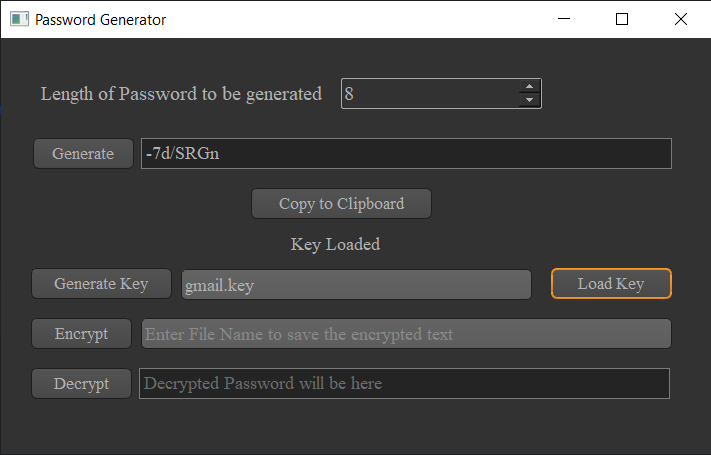 Password Generator
Length of Password to be generated 8
Generate -7d/SRGn
Copy to Clipboard
Key Loaded
Generate Key gmail.key Load Key
Encrypt Enter File Name to save the encrypted text
Decrypt Decrypted Password will be here